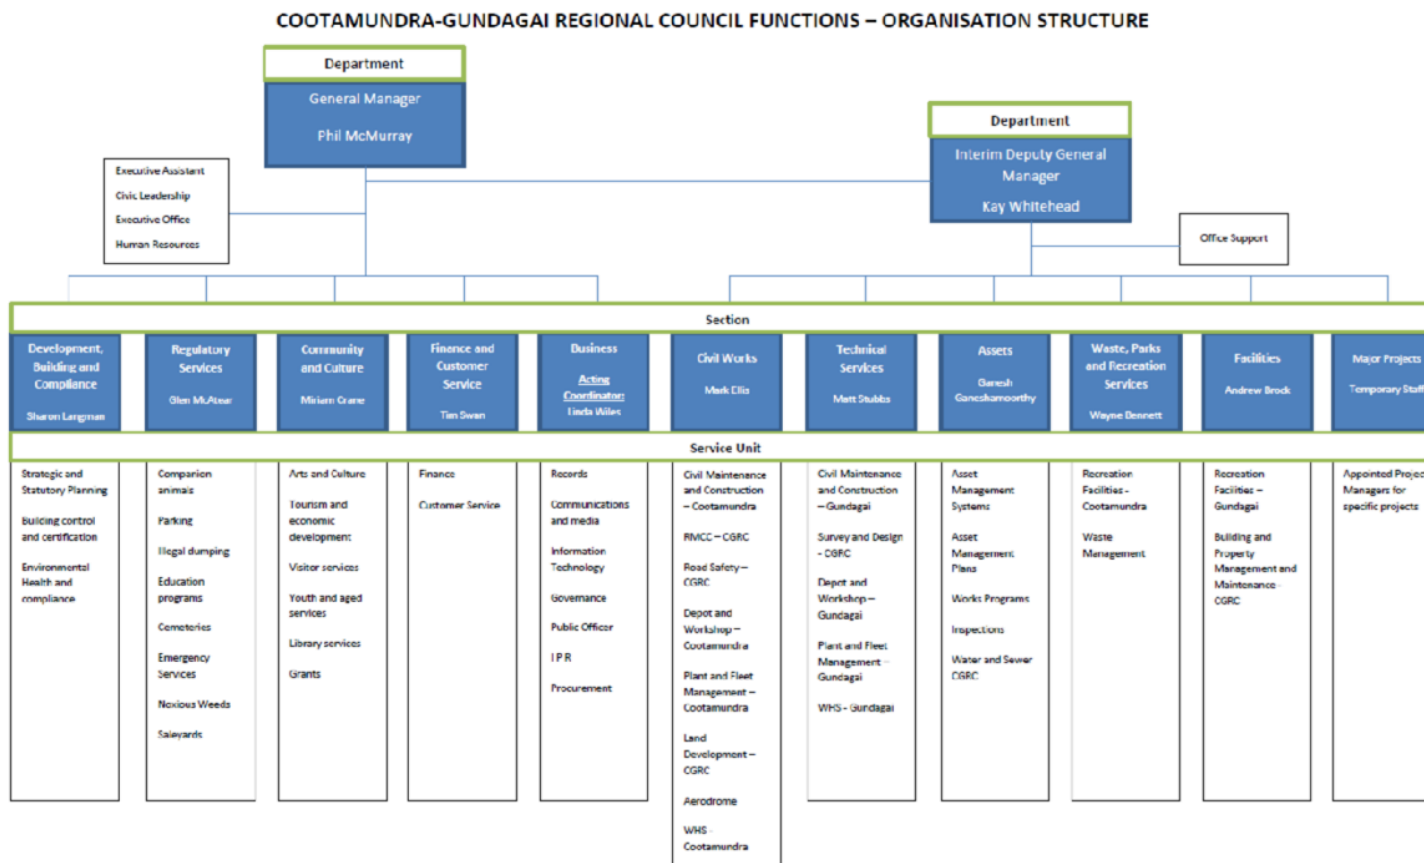 COOTAMUNDRA-GUNDAGAI REGIONAL COUNCIL FUNCTIONS – ORGANISATION STRUCTURE
Department
General Manager
Phil McMurray
Department
Interim Deputy General
Manager
Kay Whitehead
Executive Assistant
Civic Leadership
Executive Office
Human Resources
Office Support
Section
Development,
Building and
Compliance
Sharon Langman
Regulatory
Services
Glen McAtear
Community
and Culture
Miriam Crane
Finance and
Customer
Service
Tim Swan
Business
Acting
Coordinator:
Linda Wiles
Civil Works
Mark Ellis
Technical
Services
Matt Stubbs
Assets
Ganesh
Ganeshamoorthy
Waste, Parks
and Recreation
Services
Wayne Bennett
Facilities
Andrew Brock
Major Projects
Temporary Staff
Service Unit
Strategic and
Statutory Planning
Building control
and certification
Environmental
Health and
compliance
Companion
animals
Parking
Illegal dumping
Education
programs
Cemeteries
Emergency
Services
Noxious Weeds
Saleyards
Arts and Culture
Tourism and
economic
development
Visitor services
Youth and aged
services
Library services
Grants
Finance
Customer Service
Records
Communications
and media
Information
Technology
Governance
Public Officer
I P R
Procurement
Civil Maintenance
and Construction
– Cootamundra
RMCC – CGRC
Road Safety –
CGRC
Depot and
Workshop –
Cootamundra
Plant and Fleet
Management –
Cootamundra
Land
Development –
CGRC
Aerodrome
WHS -
Cootamundra
Civil Maintenance
and Construction
– Gundagai
Survey and Design
- CGRC
Depot and
Workshop –
Gundagai
Plant and Fleet
Management –
Gundagai
WHS - Gundagai
Asset
Management
Systems
Asset
Management
Plans
Works Programs
Inspections
Water and Sewer
CGRC
Recreation
Facilities -
Cootamundra
Waste
Management
Recreation
Facilities –
Gundagai
Building and
Property
Management and
Maintenance -
CGRC
Appointed Project
Managers for
specific projects